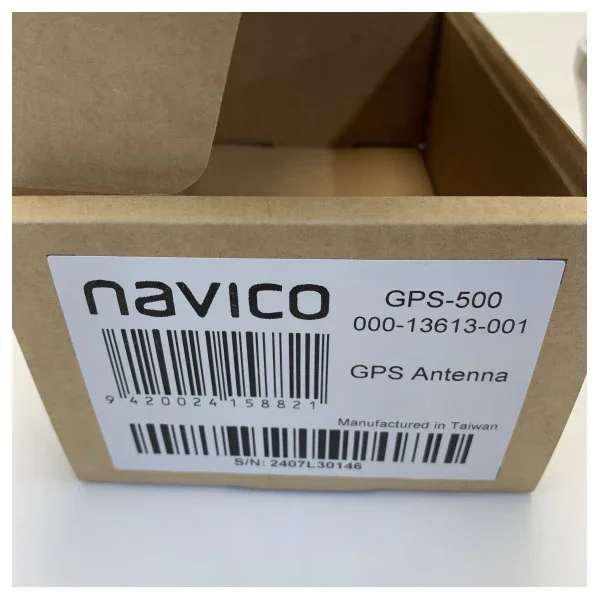 navico
GPS-500
000-13613-001
GPS Antenna
9 420024 158821
Manufactured in Taiwan
S/N: 2407L30146